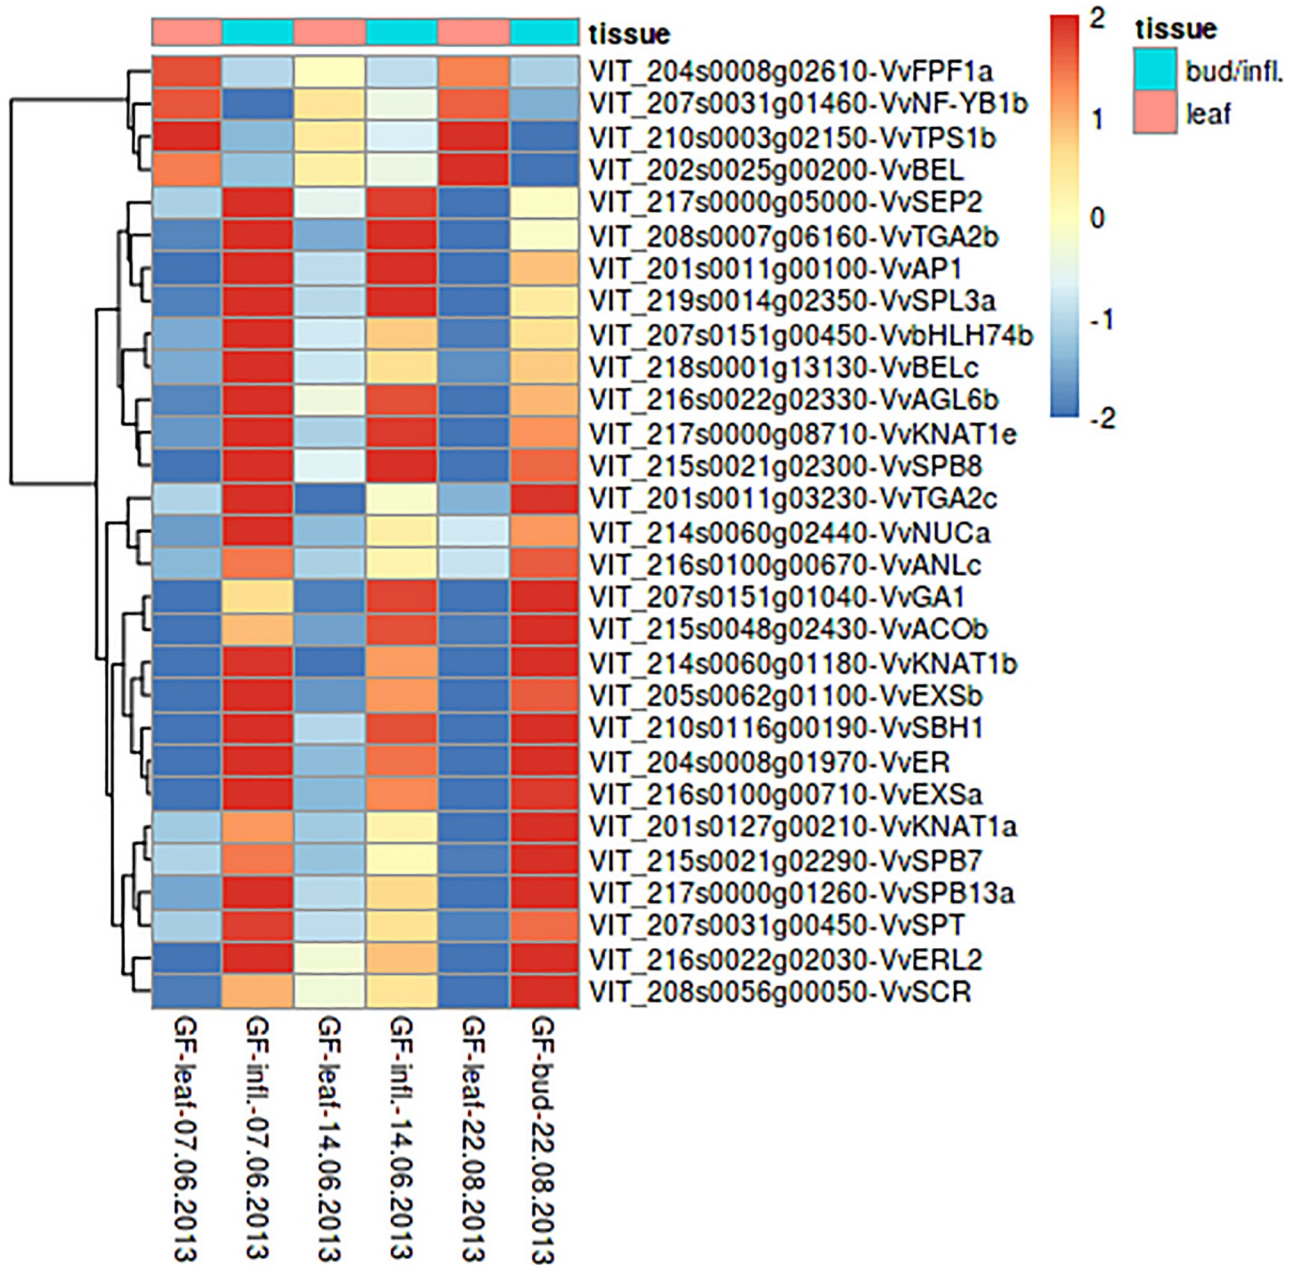 tissue
VIT_204s0008g02610-VvFPF1a
VIT_207s0031g01460-VvNF-YB1b
VIT_210s0003g02150-VvTPS1b
VIT_202s0025g00200-VvBEL
VIT_217s0000g05000-VvSEP2
VIT_208s0007g06160-VvTGA2b
VIT_201s0011g00100-VvAP1
VIT_219s0014g02350-VvSPL3a
VIT_207s0151g00450-VvbHLH74b
VIT_218s0001g13130-VvBELc
VIT_216s0022g02330-VvAGL6b
VIT_217s0000g08710-VvKNAT1e
VIT_215s0021g02300-VvSPB8
VIT_201s0011g03230-VvTGA2c
VIT_214s0060g02440-VvNUCa
VIT_216s0100g00670-VvANLc
VIT_207s0151g01040-VvGA1
VIT_215s0048g02430-VvACOb
VIT_214s0060g01180-VvKNAT1b
VIT_205s0062g01100-VvEXSb
VIT_210s0116g00190-VvSBH1
VIT_204s0008g01970-VvER
VIT_216s0100g00710-VvEXSa
VIT_201s0127g00210-VvKNAT1a
VIT_215s0021g02290-VvSPB7
VIT_217s0000g01260-VvSPB13a
VIT_207s0031g00450-VvSPT
VIT_216s0022g02030-VvERL2
VIT_208s0056g00050-VvSCR
2
1
0
-1
-2
tissue
bud/infl.
leaf
GF-leaf-07.06.2013
GF-infl.-07.06.2013
GF-leaf-14.06.2013
GF-infl.-14.06.2013
GF-leaf-22.08.2013
GF-bud-22.08.2013